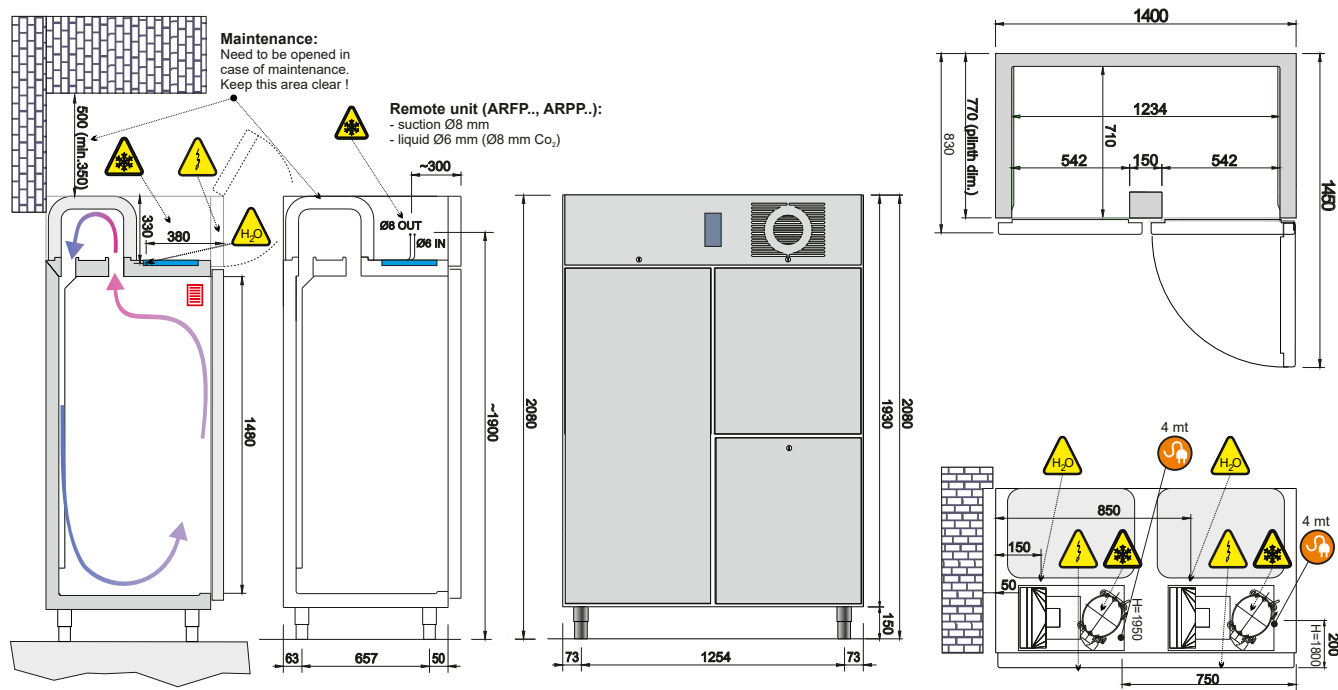 Maintenance:
Need to be opened in
case of maintenance.
Keep this area clear !
Remote unit (ARFP.., ARPP..):
- suction Ø8 mm
- liquid Ø6 mm (Ø8 mm Co₂)
500 (min.350)
330
380
H₂O
1480
~300
Ø8 OUT
Ø6 IN
~1900
63
657
50
2080
1930
2080
150
73
1254
73
1400
770 (plinth dim.)
830
1234
710
542
150
542
1450
4 mt
H₂O
H₂O
4 mt
850
150
50
H=1950
H=1800
200
750